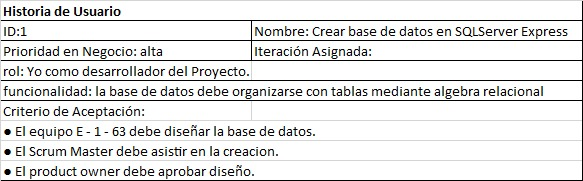 Historia de Usuario
ID:1 Nombre: Crear base de datos en SQLServer Express
Prioridad en Negocio: alta Iteración Asignada:
rol: Yo como desarrollador del Proyecto.
funcionalidad: la base de datos debe organizarse con tablas mediante algebra relacional
Criterio de Aceptación:
● El equipo E - 1 - 63 debe diseñar la base de datos.
● El Scrum Master debe asistir en la creacion.
● El product owner debe aprobar diseño.